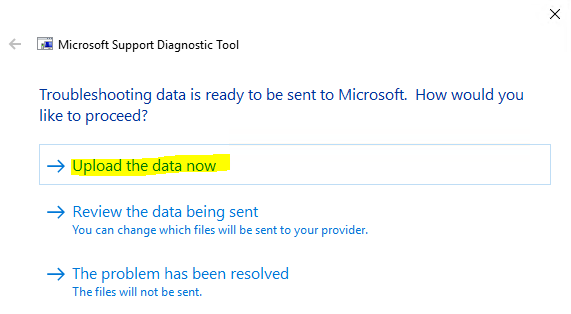 Microsoft Support Diagnostic Tool
Troubleshooting data is ready to be sent to Microsoft.  How would you
like to proceed?
Upload the data now
Review the data being sent
You can change which files will be sent to your provider.
The problem has been resolved
The files will not be sent.